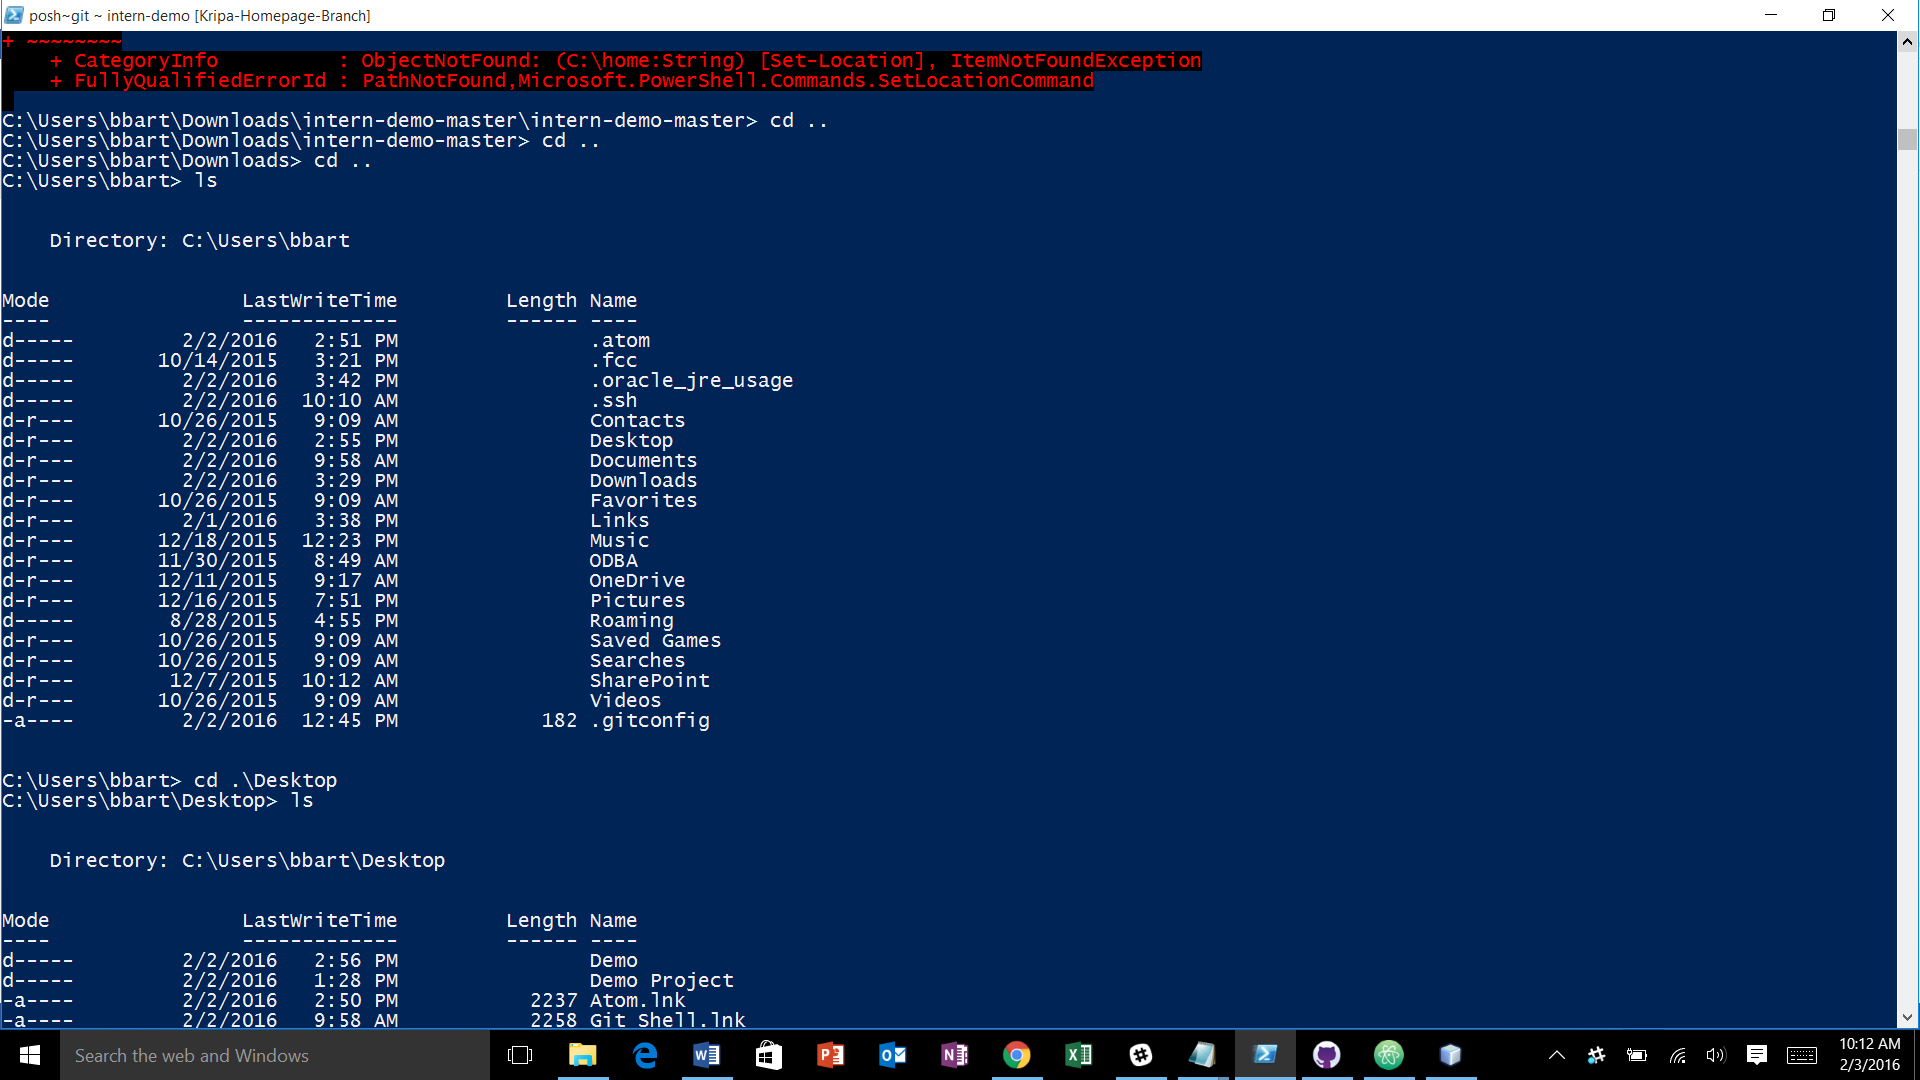 posh~git ~ intern-demo [Kripa-Homepage-Branch]
+ ~~~~~~~~
    + CategoryInfo          : ObjectNotFound: (C:\home:String) [Set-Location], ItemNotFoundException
    + FullyQualifiedErrorId : PathNotFound,Microsoft.PowerShell.Commands.SetLocationCommand
C:\Users\bbart\Downloads\intern-demo-master\intern-demo-master> cd ..
C:\Users\bbart\Downloads\intern-demo-master> cd ..
C:\Users\bbart\Downloads> cd ..
C:\Users\bbart> ls
    Directory: C:\Users\bbart
Mode                LastWriteTime         Length Name
----                -------------         ------ ----
d-----         2/2/2016   2:51 PM                .atom
d-----       10/14/2015   3:21 PM                .fcc
d-----         2/2/2016   3:42 PM                .oracle_jre_usage
d-----         2/2/2016  10:10 AM                .ssh
d-r---       10/26/2015   9:09 AM                Contacts
d-r---         2/2/2016   2:55 PM                Desktop
d-r---         2/2/2016   9:58 AM                Documents
d-r---         2/2/2016   3:29 PM                Downloads
d-r---       10/26/2015   9:09 AM                Favorites
d-r---         2/1/2016   3:38 PM                Links
d-r---       12/18/2015  12:23 PM                Music
d-r---       11/30/2015   8:49 AM                ODBA
d-r---       12/11/2015   9:17 AM                OneDrive
d-r---       12/16/2015   7:51 PM                Pictures
d-----        8/28/2015   4:55 PM                Roaming
d-r---       10/26/2015   9:09 AM                Saved Games
d-r---       10/26/2015   9:09 AM                Searches
d-r---        12/7/2015  10:12 AM                SharePoint
d-r---       10/26/2015   9:09 AM                Videos
-a----         2/2/2016  12:45 PM            182 .gitconfig
C:\Users\bbart> cd .\Desktop
C:\Users\bbart\Desktop> ls
    Directory: C:\Users\bbart\Desktop
Mode                LastWriteTime         Length Name
----                -------------         ------ ----
d-----         2/2/2016   2:56 PM                Demo
d-----         2/2/2016   1:28 PM                Demo Project
-a----         2/2/2016   2:50 PM           2237 Atom.lnk
-a----         2/2/2016   9:58 AM           2258 Git Shell.lnk
Search the web and Windows
10:12 AM
2/3/2016